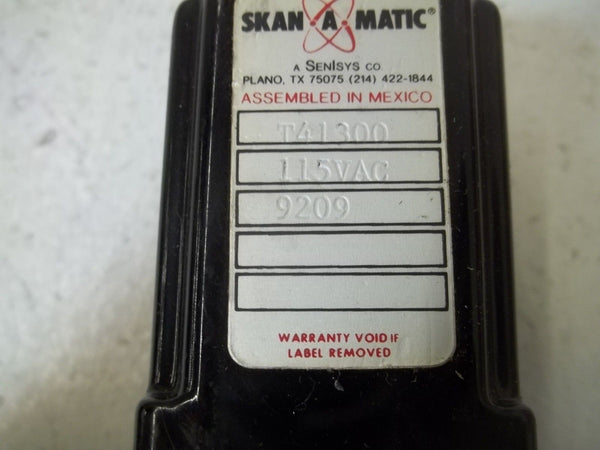 SKAN A MATIC®
A SENISYS CO
PLANO, TX 75075 (214) 422-1844
ASSEMBLED IN MEXICO
T41300
115VAC
9209
WARRANTY VOID IF
LABEL REMOVED